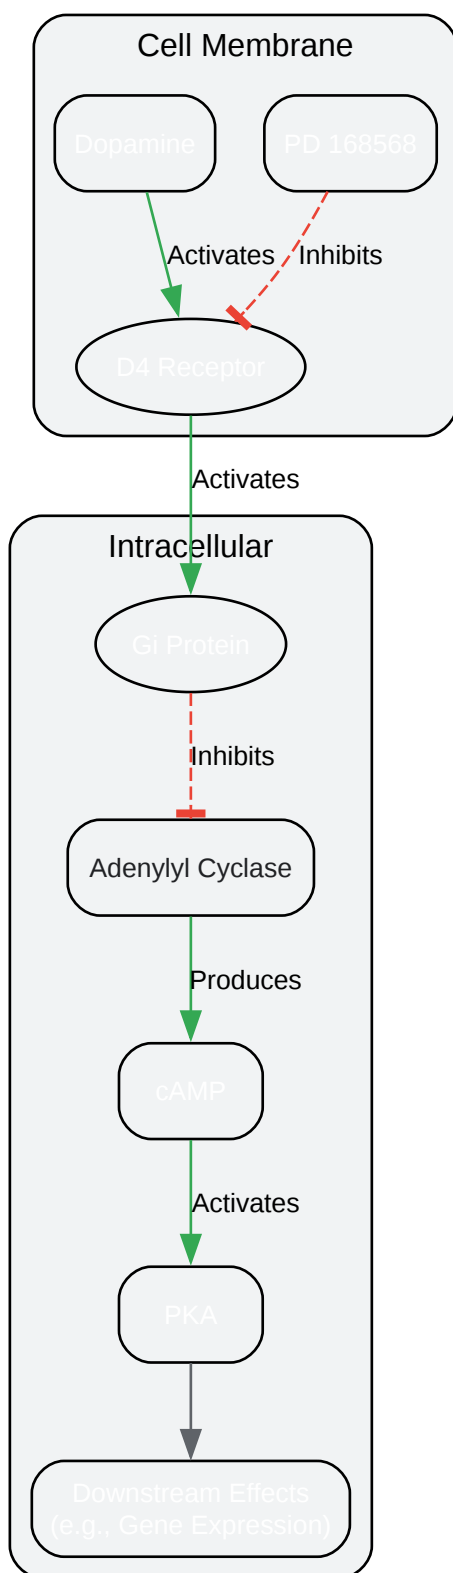 Cell Membrane
Dopamine
PD 168568
Activates
Inhibits
D4 Receptor
Activates
Intracellular
Gi Protein
Inhibits
Adenylyl Cyclase
Produces
cAMP
Activates
PKA
Downstream Effects
(e.g., Gene Expression)